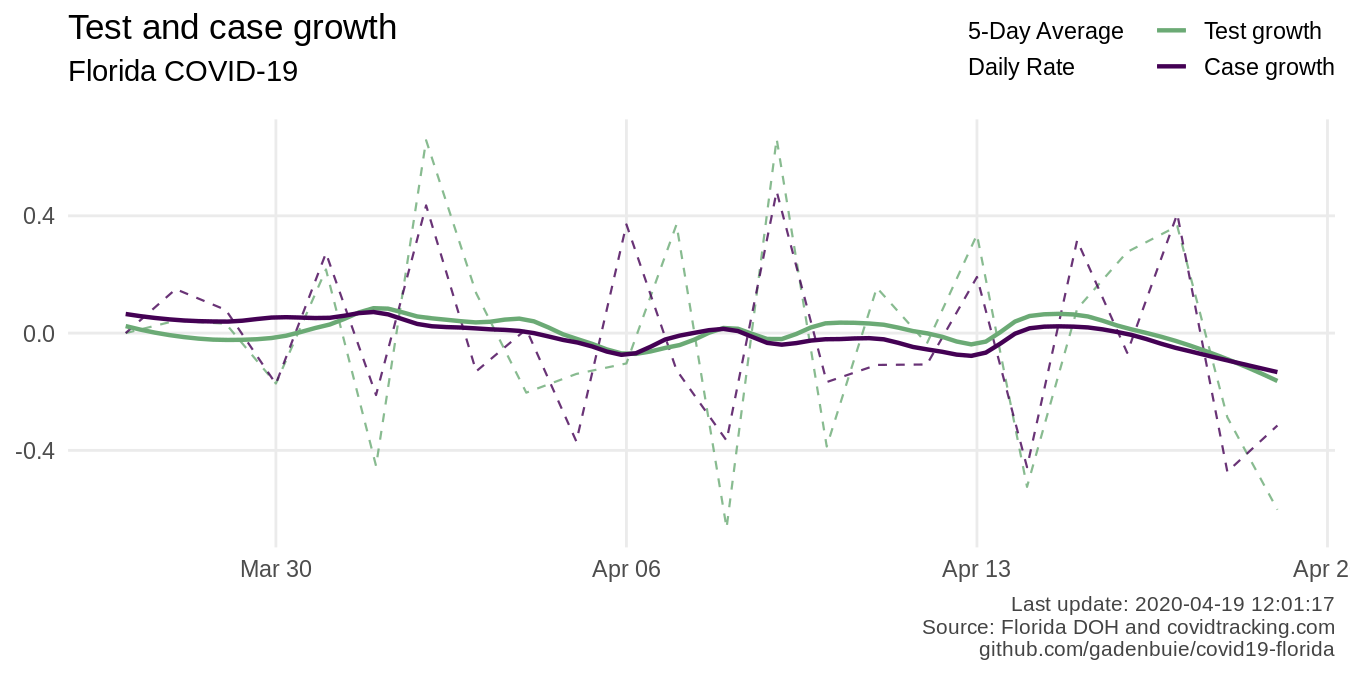 Test and case growth
Florida COVID-19
5-Day Average
Test growth
Daily Rate
Case growth
0.4
0.0
-0.4
Mar 30
Apr 06
Apr 13
Apr 2
Last update: 2020-04-19 12:01:17
Source: Florida DOH and covidtracking.com
github.com/gadenbuie/covid19-florida